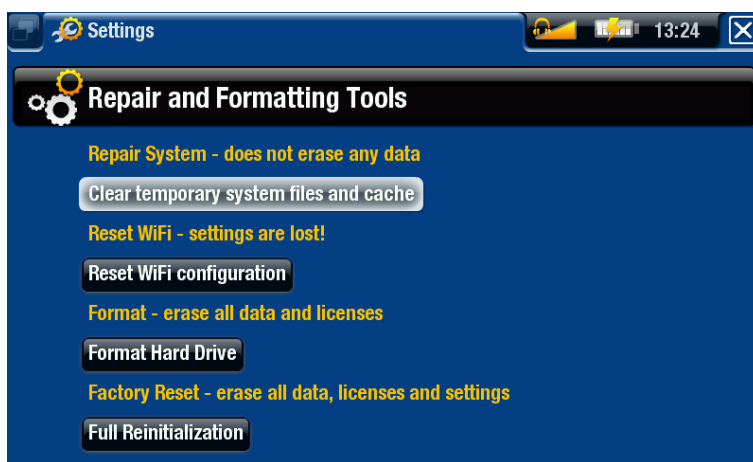 Settings
13:24
Repair and Formatting Tools
Repair System - does not erase any data
Clear temporary system files and cache
Reset WiFi - settings are lost!
Reset WiFi configuration
Format - erase all data and licenses
Format Hard Drive
Factory Reset - erase all data, licenses and settings
Full Reinitialization